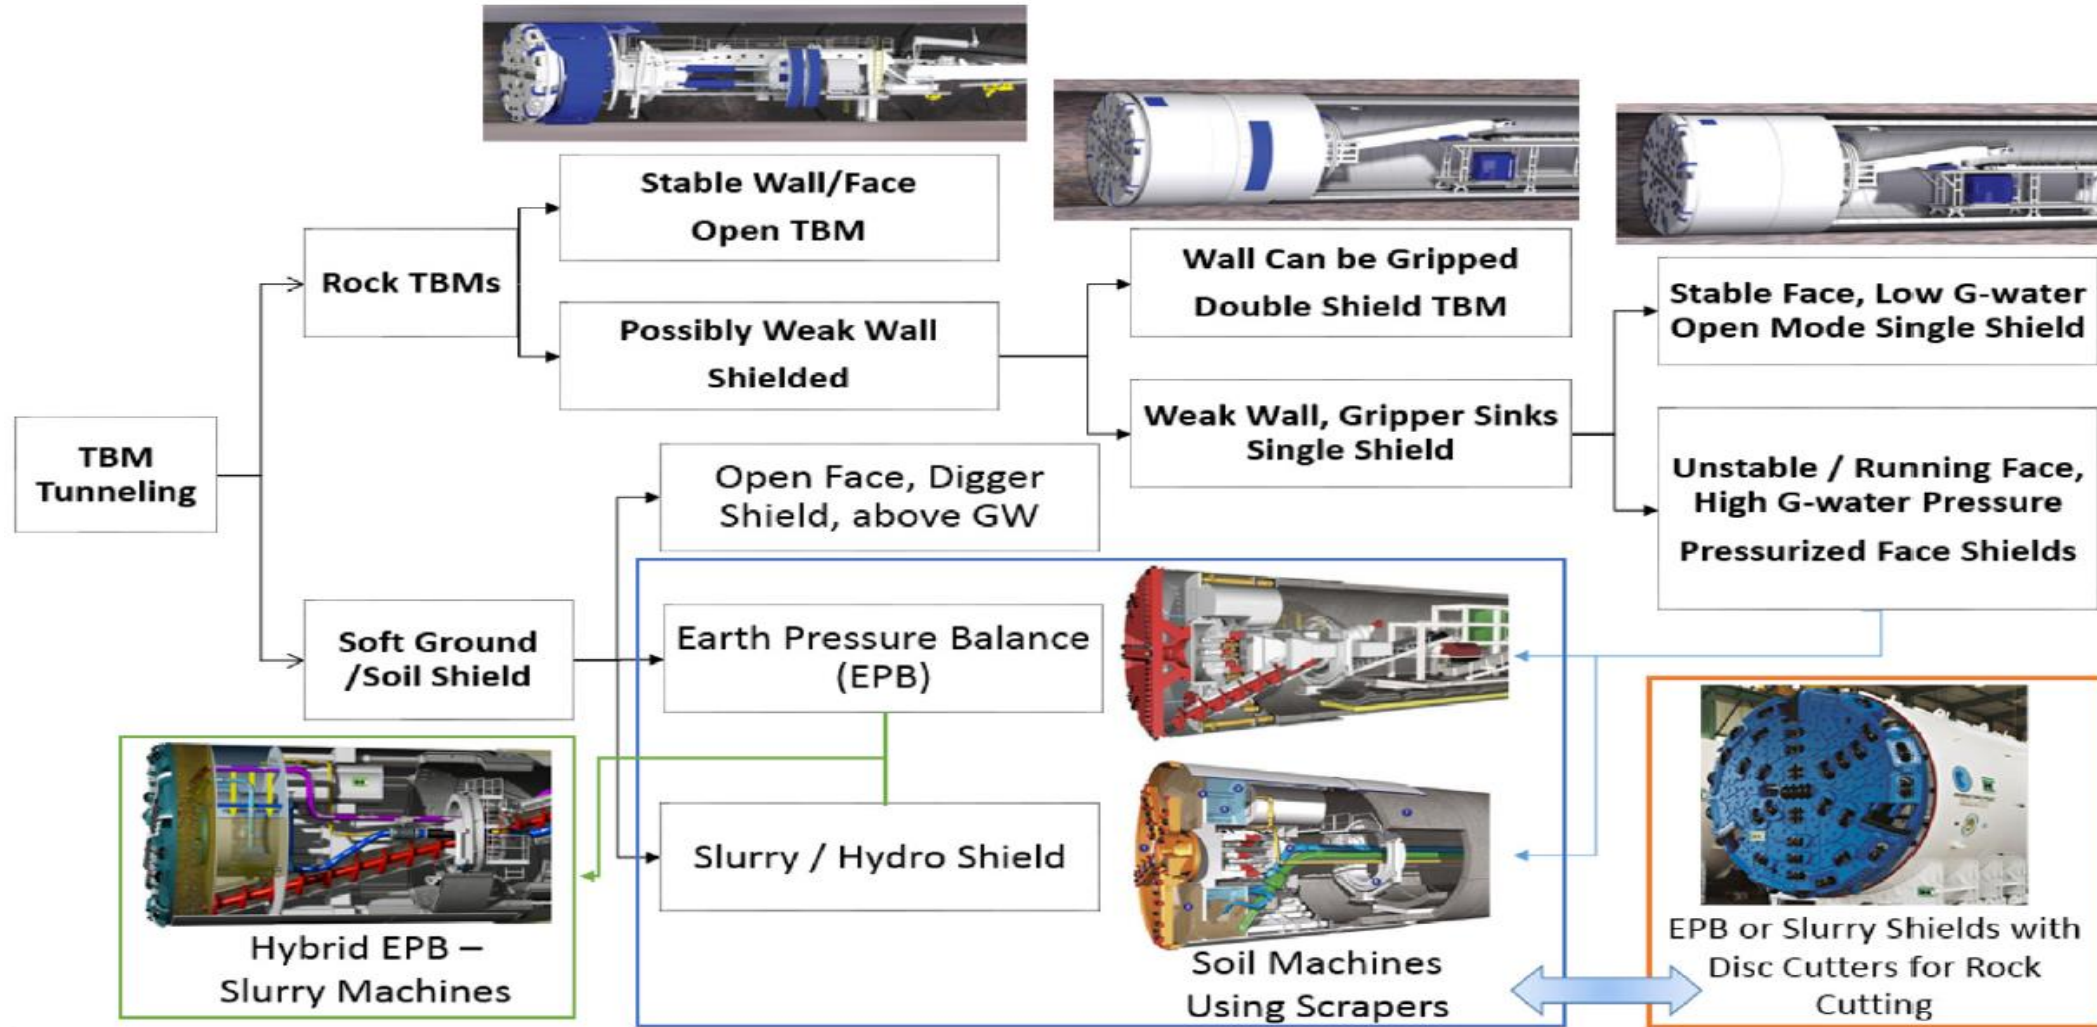 Stable Wall/Face
Open TBM
Rock TBMs
Possibly Weak Wall
Shielded
Wall Can be Gripped
Double Shield TBM
Stable Face, Low G-water
Open Mode Single Shield
Weak Wall, Gripper Sinks
Single Shield
Unstable / Running Face,
High G-water Pressure
Pressurized Face Shields
TBM
Tunneling
Open Face, Digger
Shield, above GW
Soft Ground
/Soil Shield
Earth Pressure Balance
(EPB)
Slurry / Hydro Shield
Hybrid EPB –
Slurry Machines
Soil Machines
Using Scrapers
EPB or Slurry Shields with
Disc Cutters for Rock
Cutting